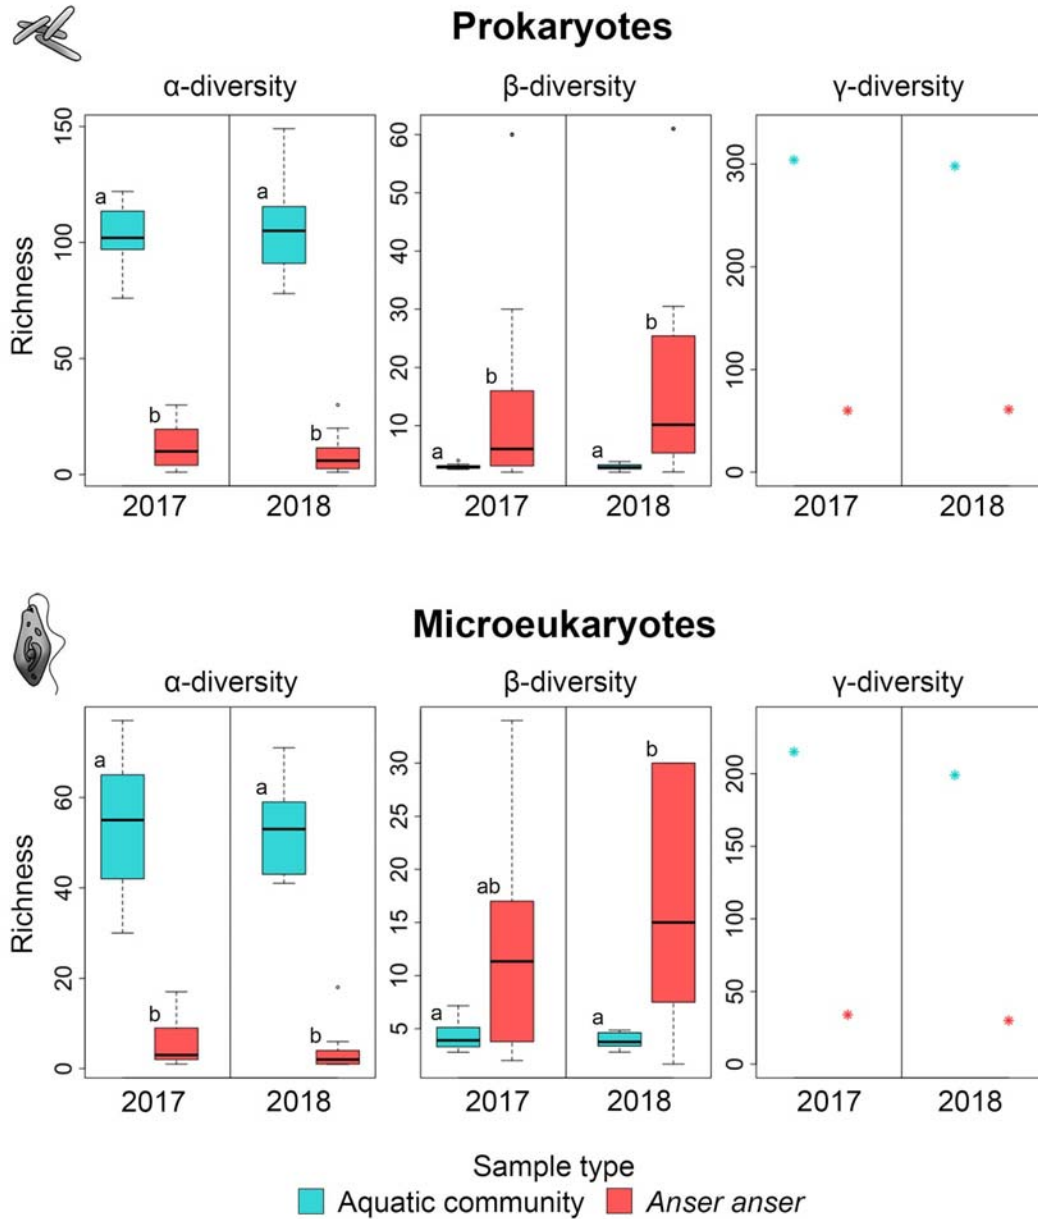 Prokaryotes
α-diversity β-diversity γ-diversity
Richness
0 50 100 150
a b a b
2017 2018
10 20 30 40 50 60
a b a b
2017 2018
0 100 200 300
2017 2018
Microeukaryotes
α-diversity β-diversity γ-diversity
Richness
0 20 40 60
a b a b
2017 2018
5 10 15 20 25 30
a ab a b
2017 2018
0 50 100 150 200
2017 2018
Sample type
Aquatic community Anser anser